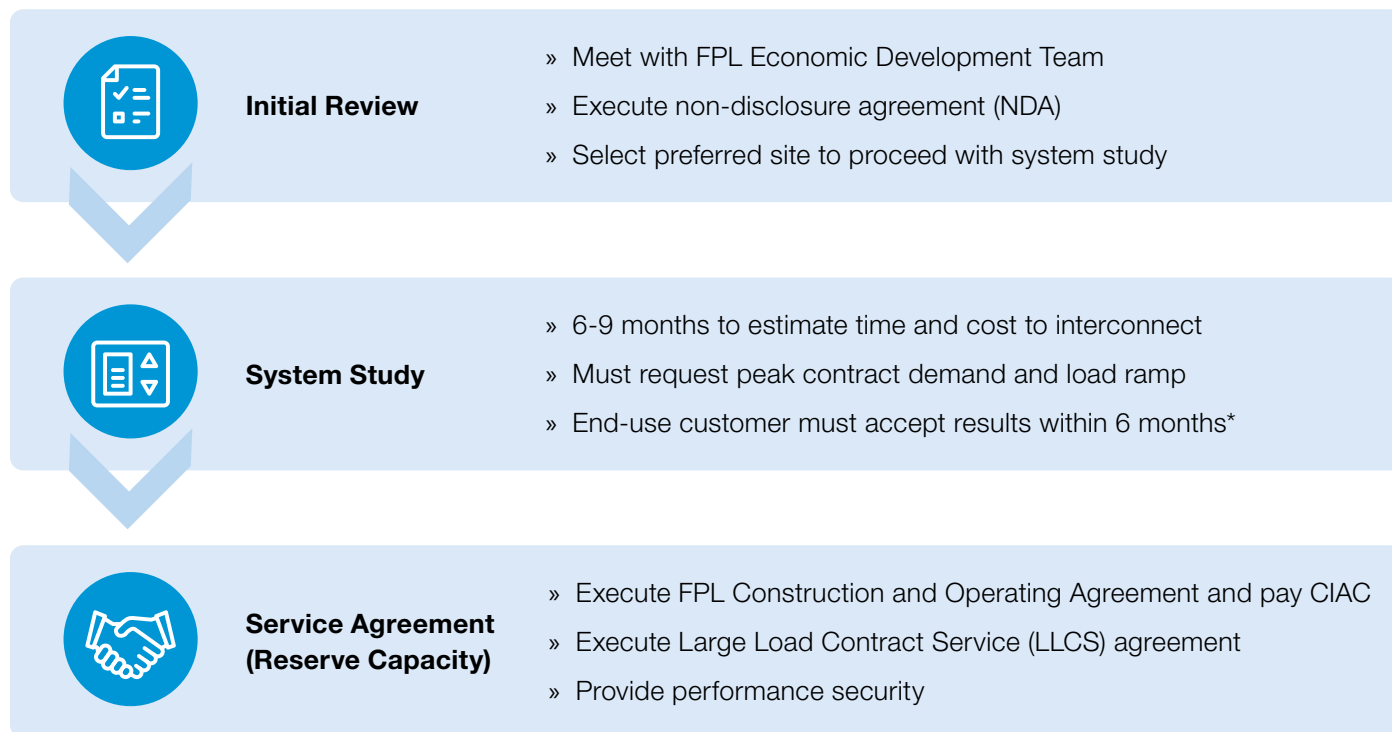 Initial Review
» Meet with FPL Economic Development Team
» Execute non-disclosure agreement (NDA)
» Select preferred site to proceed with system study
System Study
» 6-9 months to estimate time and cost to interconnect
» Must request peak contract demand and load ramp
» End-use customer must accept results within 6 months*
Service Agreement
(Reserve Capacity)
» Execute FPL Construction and Operating Agreement and pay CIAC
» Execute Large Load Contract Service (LLCS) agreement
» Provide performance security